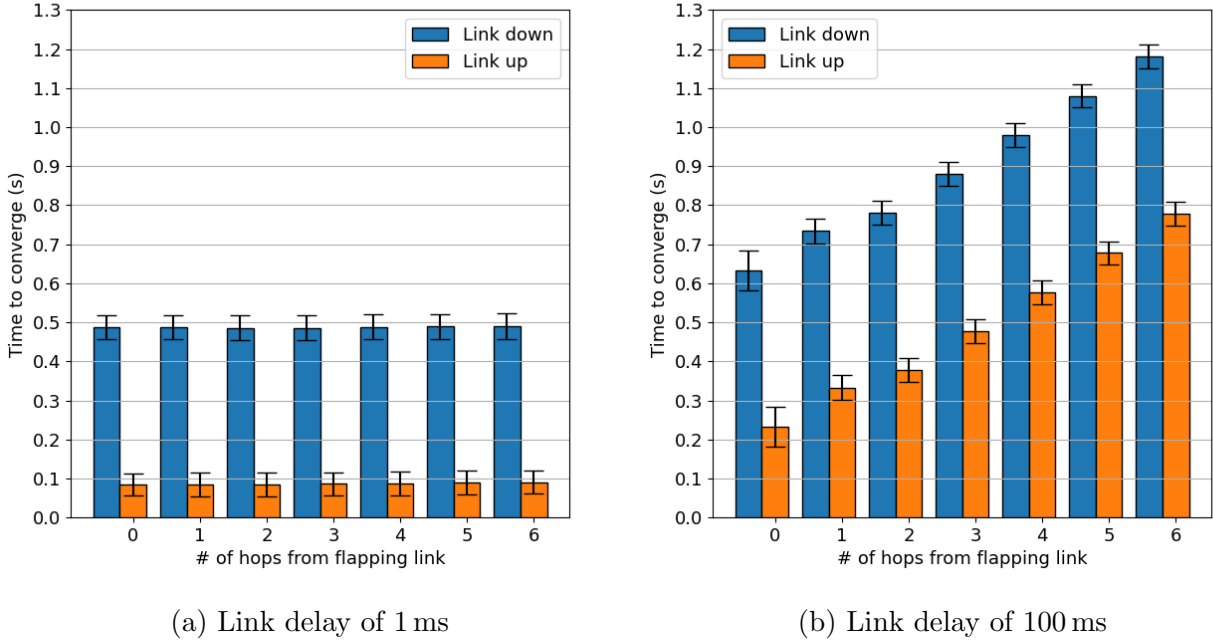 1.3
1.2
1.1
1.0
0.9
0.8
0.7
0.6
0.5
0.4
0.3
0.2
0.1
0.0
Time to converge (s)
Link down
Link up
0 1 2 3 4 5 6
# of hops from flapping link
(a) Link delay of 1 ms
1.3
1.2
1.1
1.0
0.9
0.8
0.7
0.6
0.5
0.4
0.3
0.2
0.1
0.0
Time to converge (s)
Link down
Link up
0 1 2 3 4 5 6
# of hops from flapping link
(b) Link delay of 100 ms